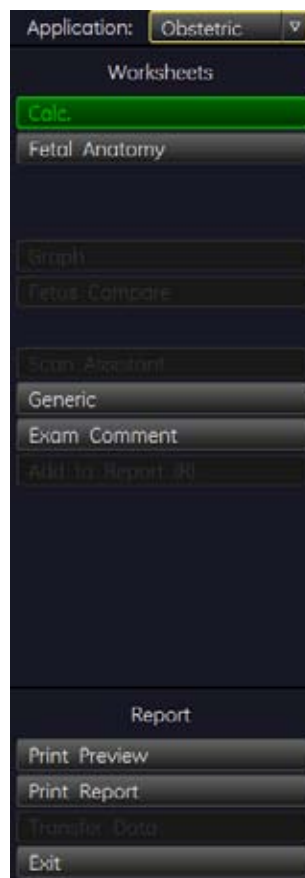 Application: Obstetric
Worksheets
Calc.
Fetal Anatomy
Graph
Fetus Compare
Scan Assistant
Generic
Exam Comment
Add to Report (R)
Report
Print Preview
Print Report
Transfer Data
Exit